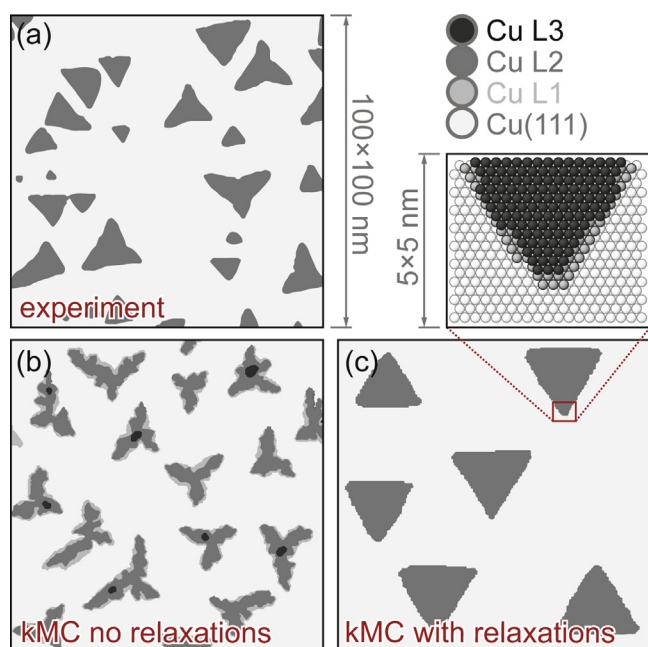 (a)
experiment
100×100 nm
Cu L3
Cu L2
Cu L1
Cu(111)
5×5 nm
(b)
kMC no relaxations
(c)
kMC with relaxations